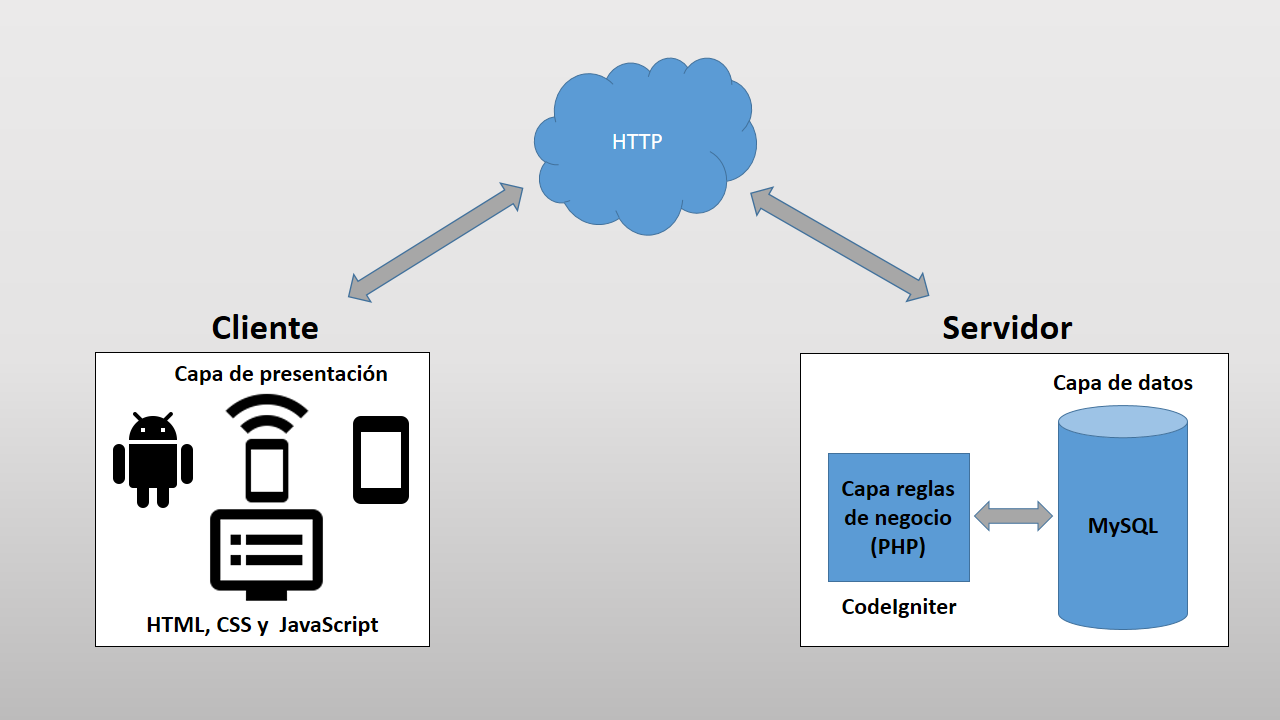 HTTP
Cliente
Capa de presentación
HTML, CSS y  JavaScript
Servidor
Capa de datos
Capa reglas
de negocio
(PHP)
MySQL
CodeIgniter